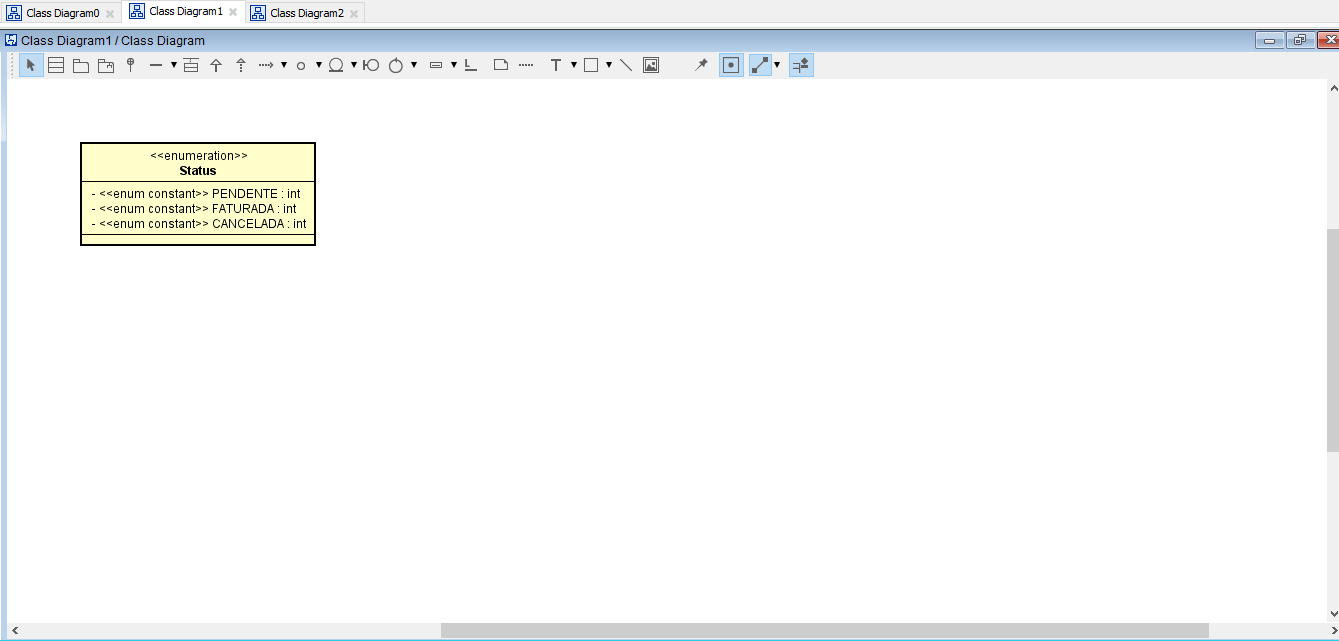 Class Diagram0
Class Diagram1
Class Diagram2
Class Diagram1 / Class Diagram
T
<<enumeration>>
Status
- <<enum constant>> PENDENTE : int
- <<enum constant>> FATURADA : int
- <<enum constant>> CANCELADA : int